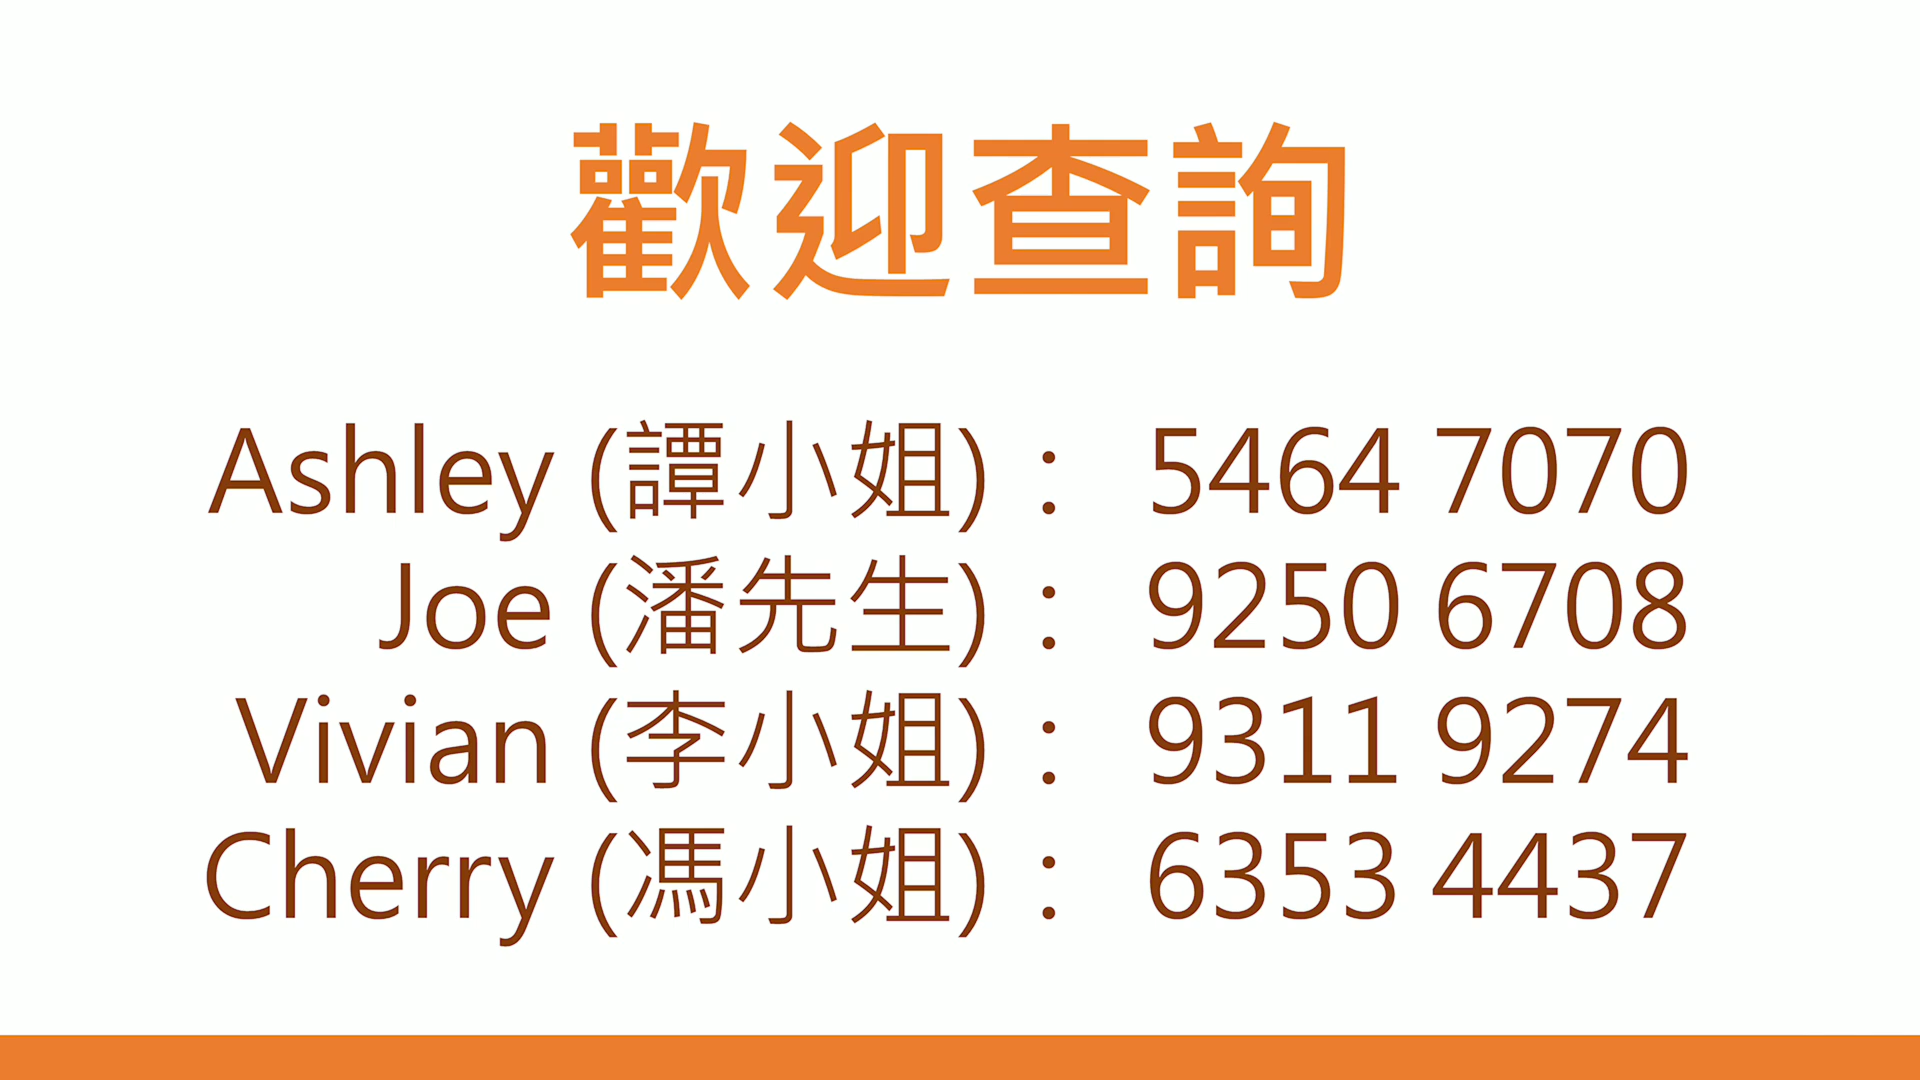 歡迎查詢
Ashley (譚小姐) : 5464 7070
Joe (潘先生) : 9250 6708
Vivian (李小姐) : 9311 9274
Cherry (馮小姐) : 6353 4437